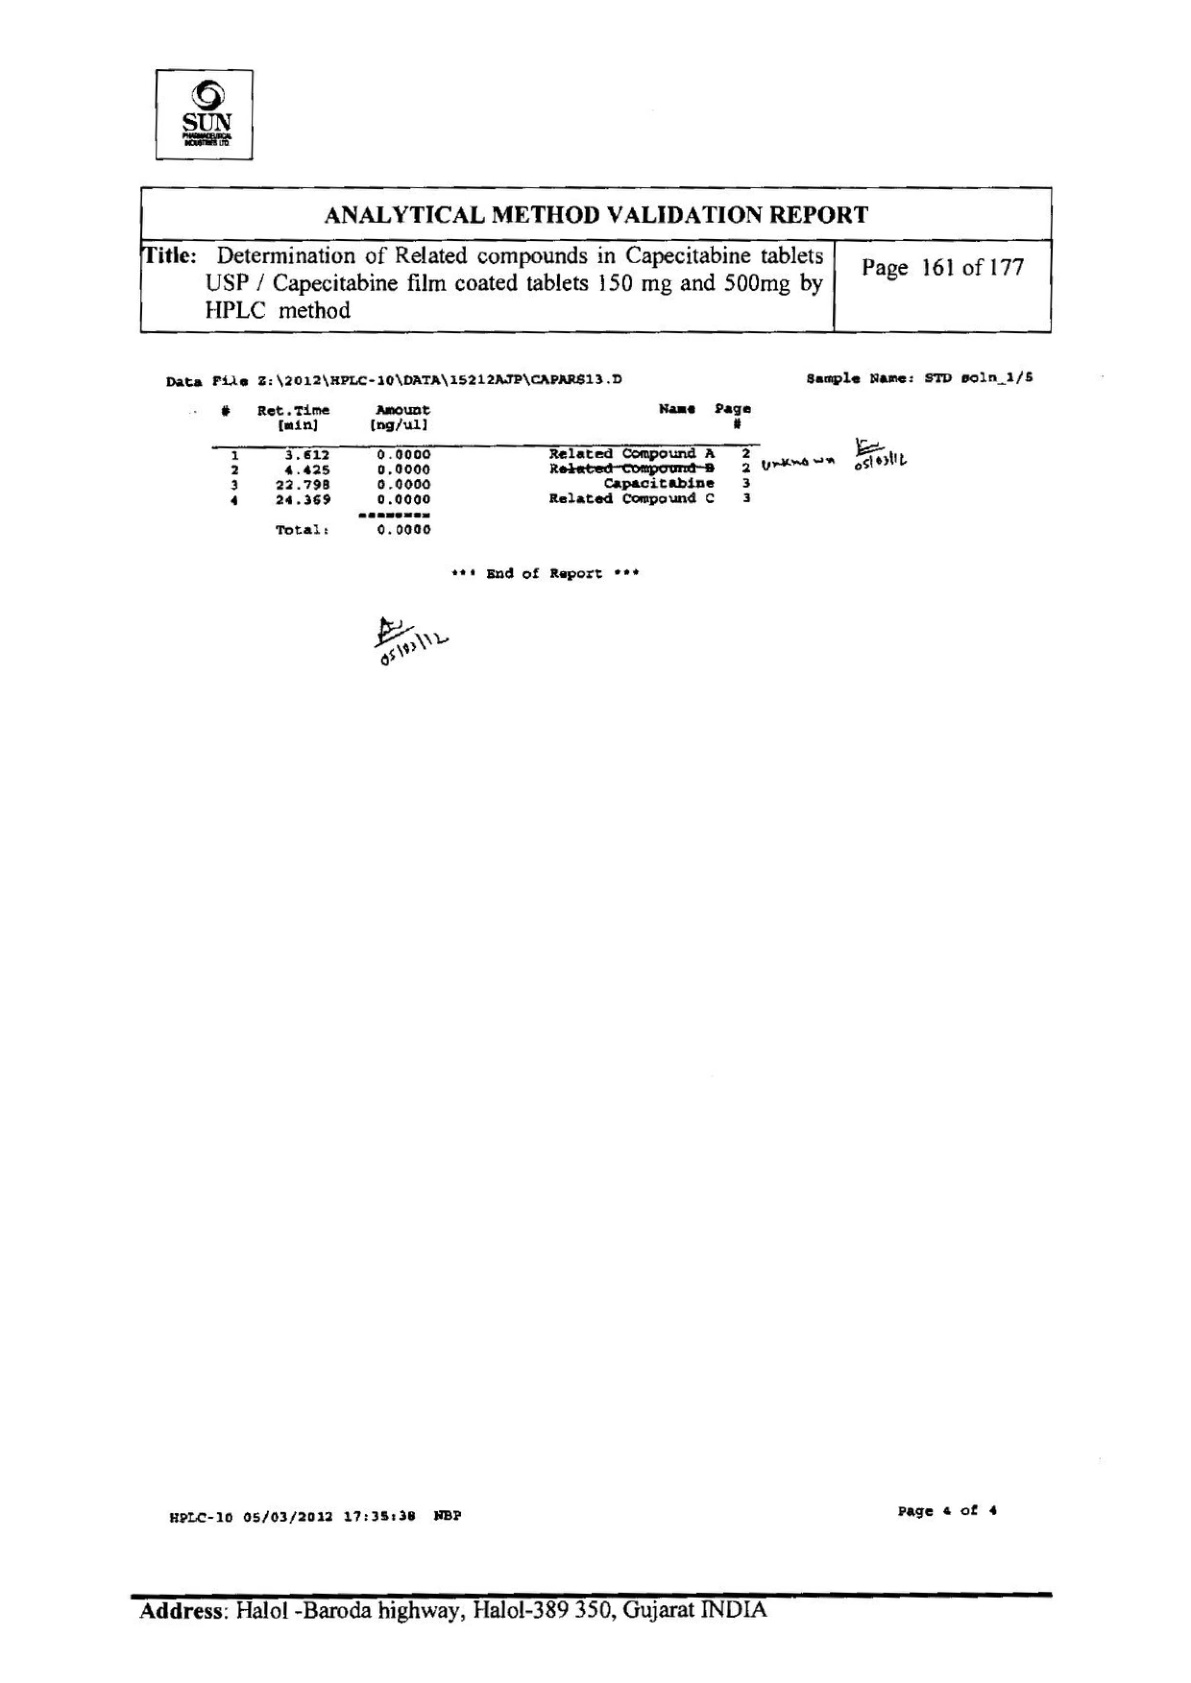 SUN
PHARMACEUTICAL
INDUSTRIES LTD.
ANALYTICAL METHOD VALIDATION REPORT
Title: Determination of Related compounds in Capecitabine tablets
USP / Capecitabine film coated tablets 150 mg and 500mg by
HPLC method
Page 161 of 177
Data File Z:\2012\HPLC-10\DATA\15212AJP\CAPARS13.D Sample Name: STD soln_1/5
# Ret.Time Amount Name Page
[min] [ng/ul] #
1 3.612 0.0000 Related Compound A 2
2 4.425 0.0000 Related Compound B 2 Unknown 05/03/12
3 22.798 0.0000 Capacitabine 3
4 24.369 0.0000 Related Compound C 3
========
Total: 0.0000
*** End of Report ***
05/03/12
HPLC-10 05/03/2012 17:35:38 NBP Page 4 of 4
Address: Halol -Baroda highway, Halol-389 350, Gujarat INDIA